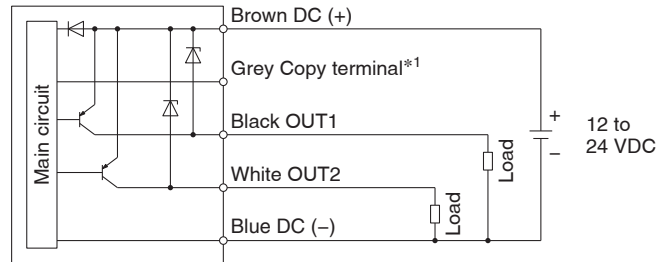 Brown DC (+)
Grey Copy terminal*1
Black OUT1
White OUT2
Blue DC (−)
Main circuit
Load
Load
+
−
12 to
24 VDC